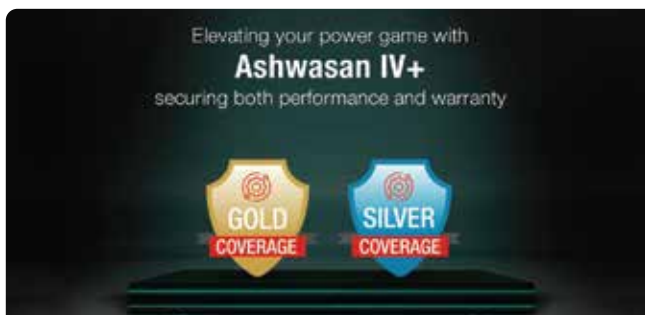 Elevating your power game with
Ashwasan IV+
securing both performance and warranty
GOLD
COVERAGE
SILVER
COVERAGE